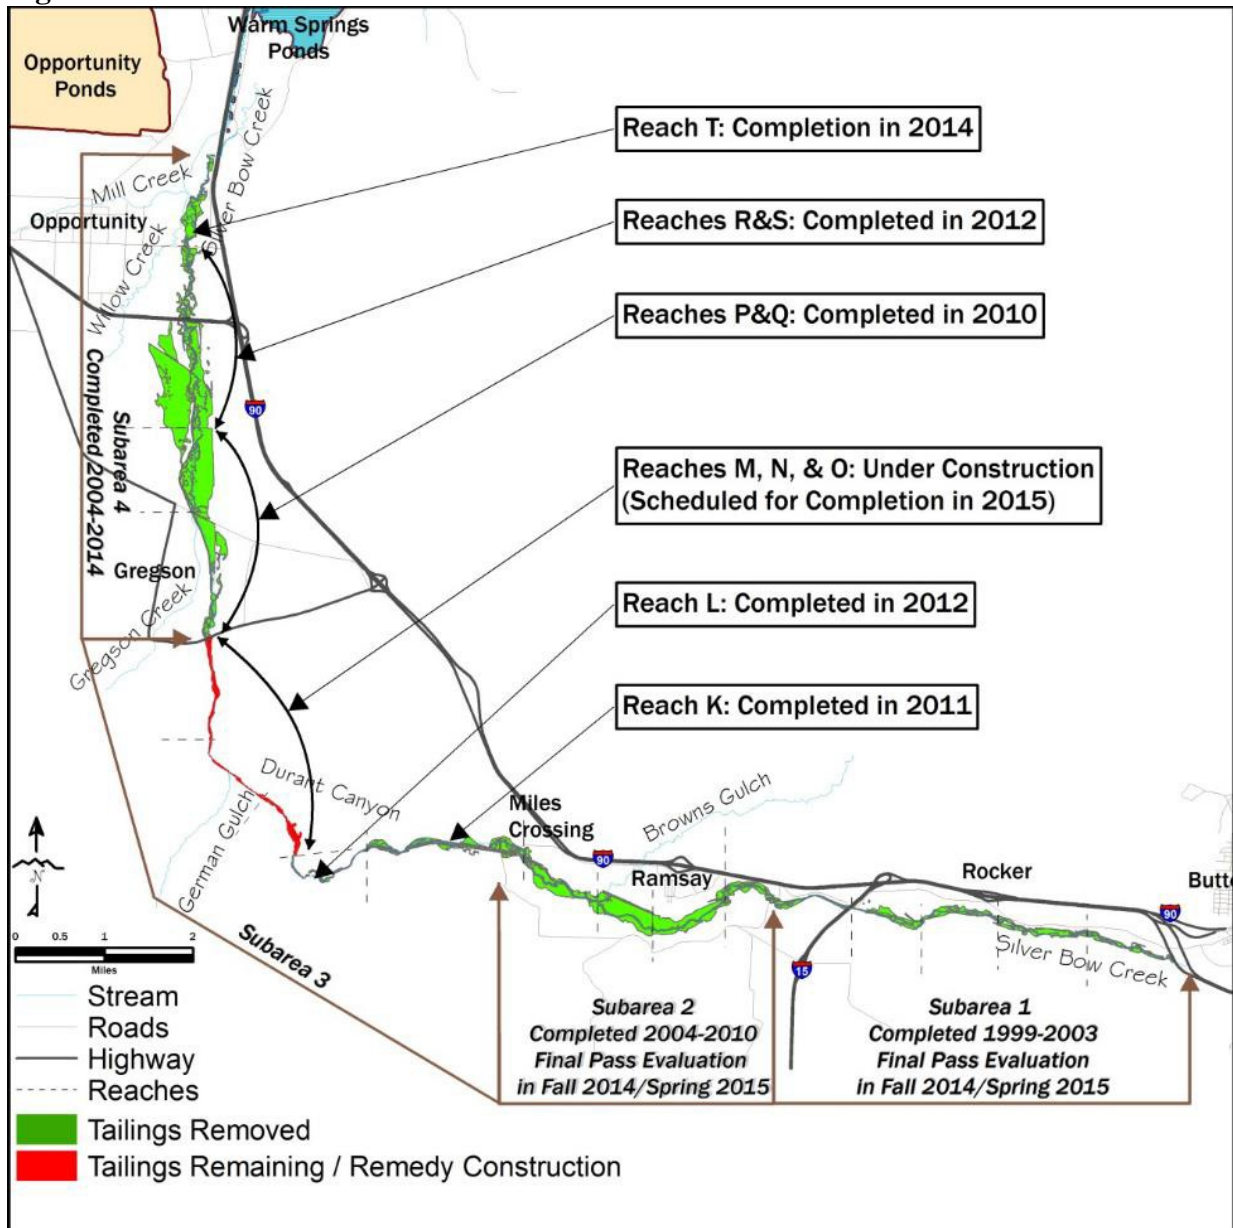 Warm Springs
Ponds
Opportunity
Ponds
Silver Bow Creek
Mill Creek
Opportunity
Willow Creek
Reach T: Completion in 2014
Reaches R&S: Completed in 2012
Reaches P&Q: Completed in 2010
90
Subarea 4
Completed 2004-2014
Reaches M, N, & O: Under Construction
(Scheduled for Completion in 2015)
Gregson
Gregson Creek
Reach L: Completed in 2012
Reach K: Completed in 2011
Durant Canyon
German Gulch
Miles
Crossing
Browns Gulch
90
Ramsay
Rocker
Butte
90
Silver Bow Creek
15
N
Subarea 3
Subarea 2
Completed 2004-2010
Final Pass Evaluation
in Fall 2014/Spring 2015
Subarea 1
Completed 1999-2003
Final Pass Evaluation
in Fall 2014/Spring 2015
0 0.5 1 2
Miles
Stream
Roads
Highway
Reaches
Tailings Removed
Tailings Remaining / Remedy Construction